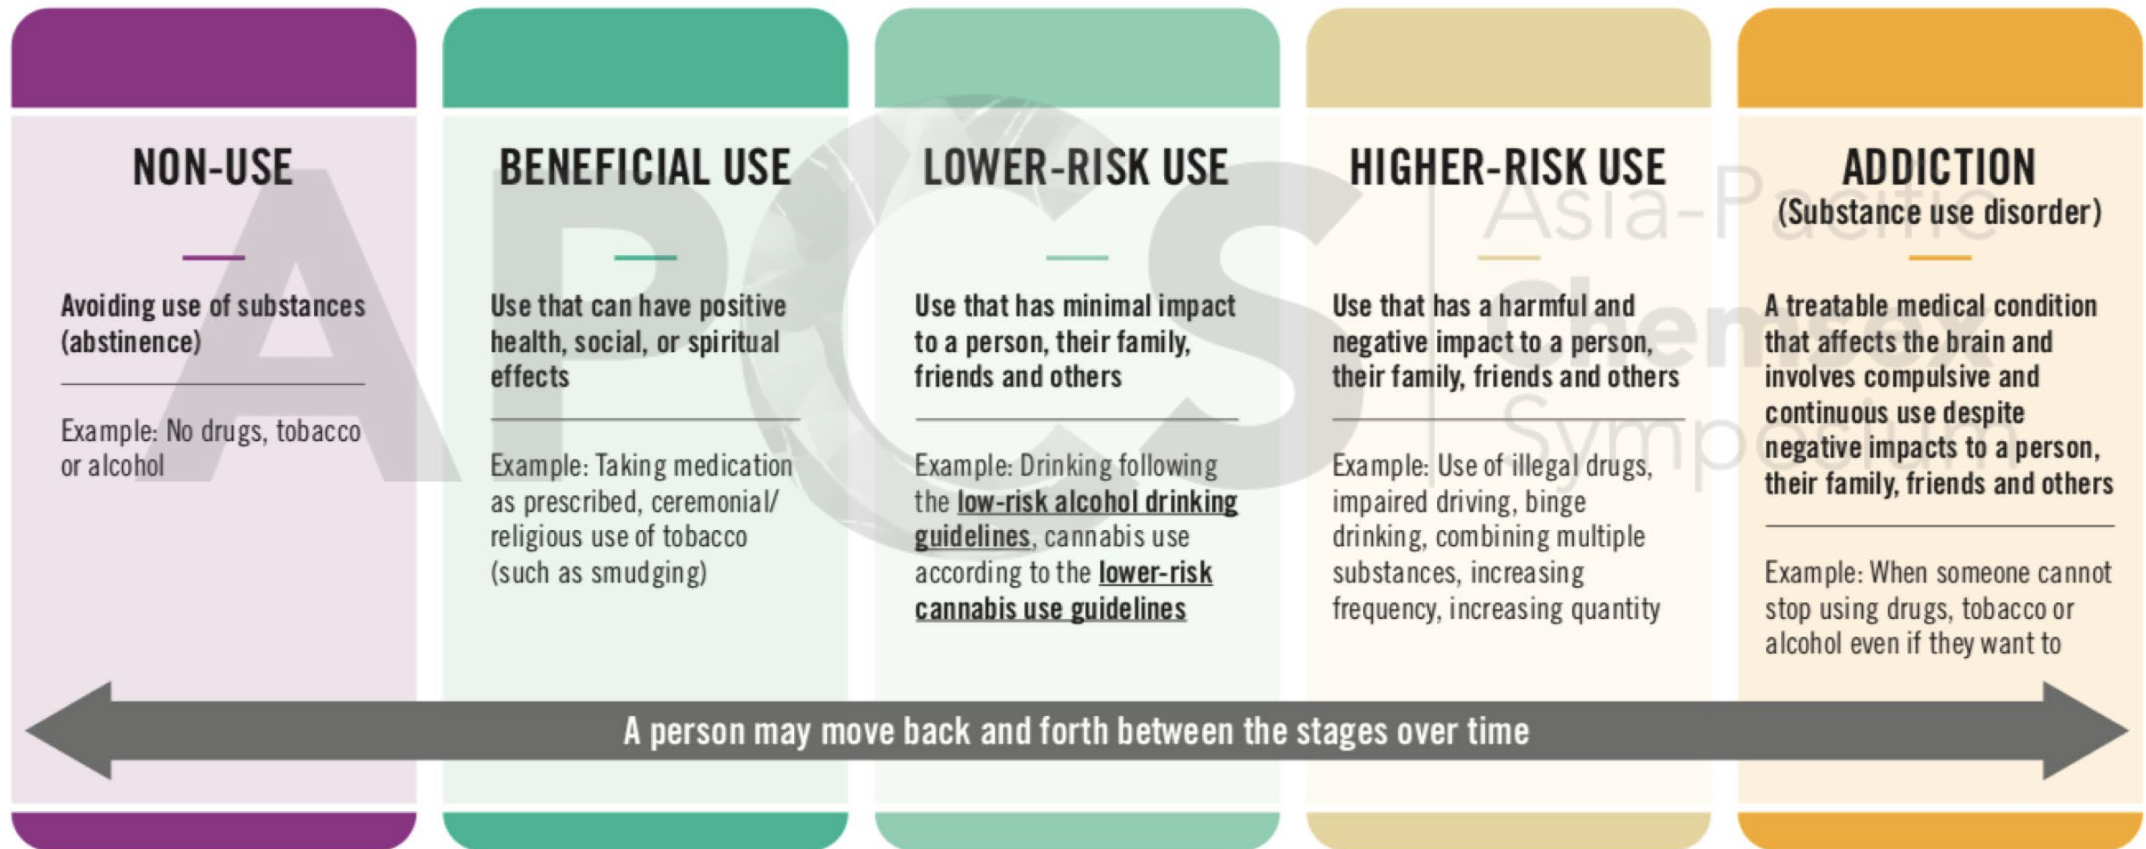 NON-USE
Avoiding use of substances
(abstinence)
Example: No drugs, tobacco
or alcohol
BENEFICIAL USE
Use that can have positive
health, social, or spiritual
effects
Example: Taking medication
as prescribed, ceremonial/
religious use of tobacco
(such as smudging)
LOWER-RISK USE
Use that has minimal impact
to a person, their family,
friends and others
Example: Drinking following
the low-risk alcohol drinking
guidelines, cannabis use
according to the lower-risk
cannabis use guidelines
HIGHER-RISK USE
Use that has a harmful and
negative impact to a person,
their family, friends and others
Example: Use of illegal drugs,
impaired driving, binge
drinking, combining multiple
substances, increasing
frequency, increasing quantity
ADDICTION
(Substance use disorder)
A treatable medical condition
that affects the brain and
involves compulsive and
continuous use despite
negative impacts to a person,
their family, friends and others
Example: When someone cannot
stop using drugs, tobacco or
alcohol even if they want to
A person may move back and forth between the stages over time
APCS
Asia-Pacific
Chemsex
Symposium